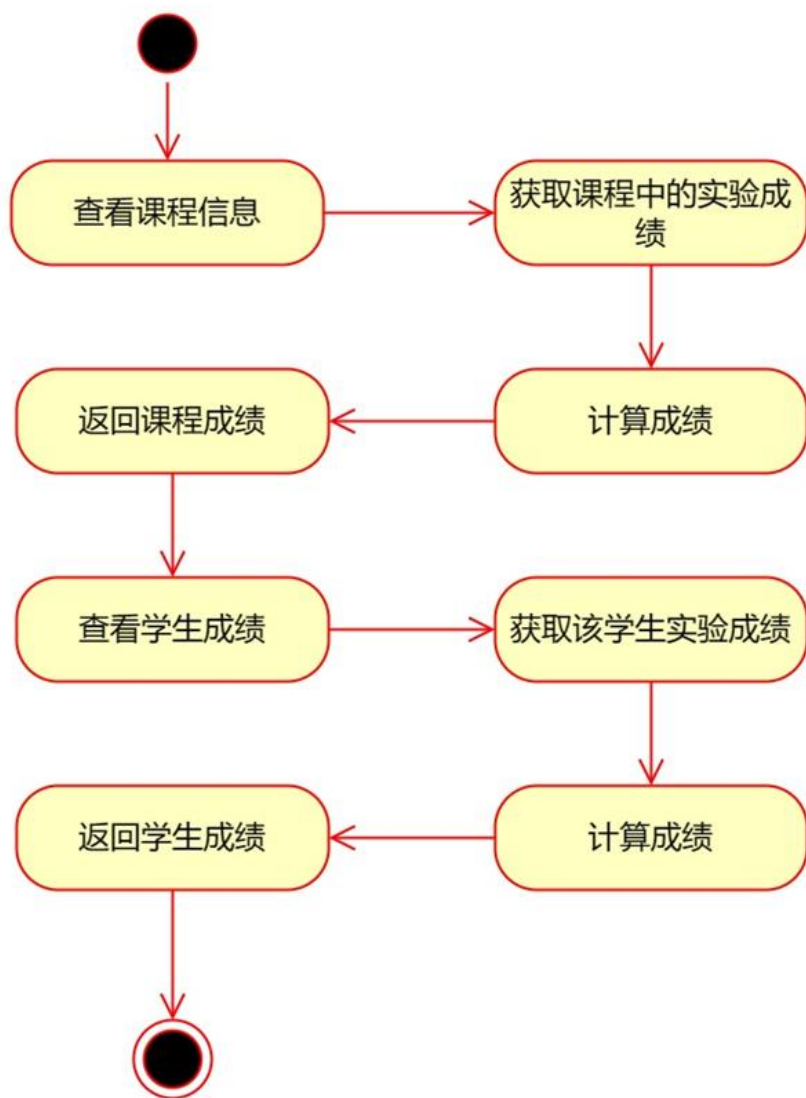 查看课程信息
获取课程中的实验成
绩
返回课程成绩
计算成绩
查看学生成绩
获取该学生实验成绩
返回学生成绩
计算成绩